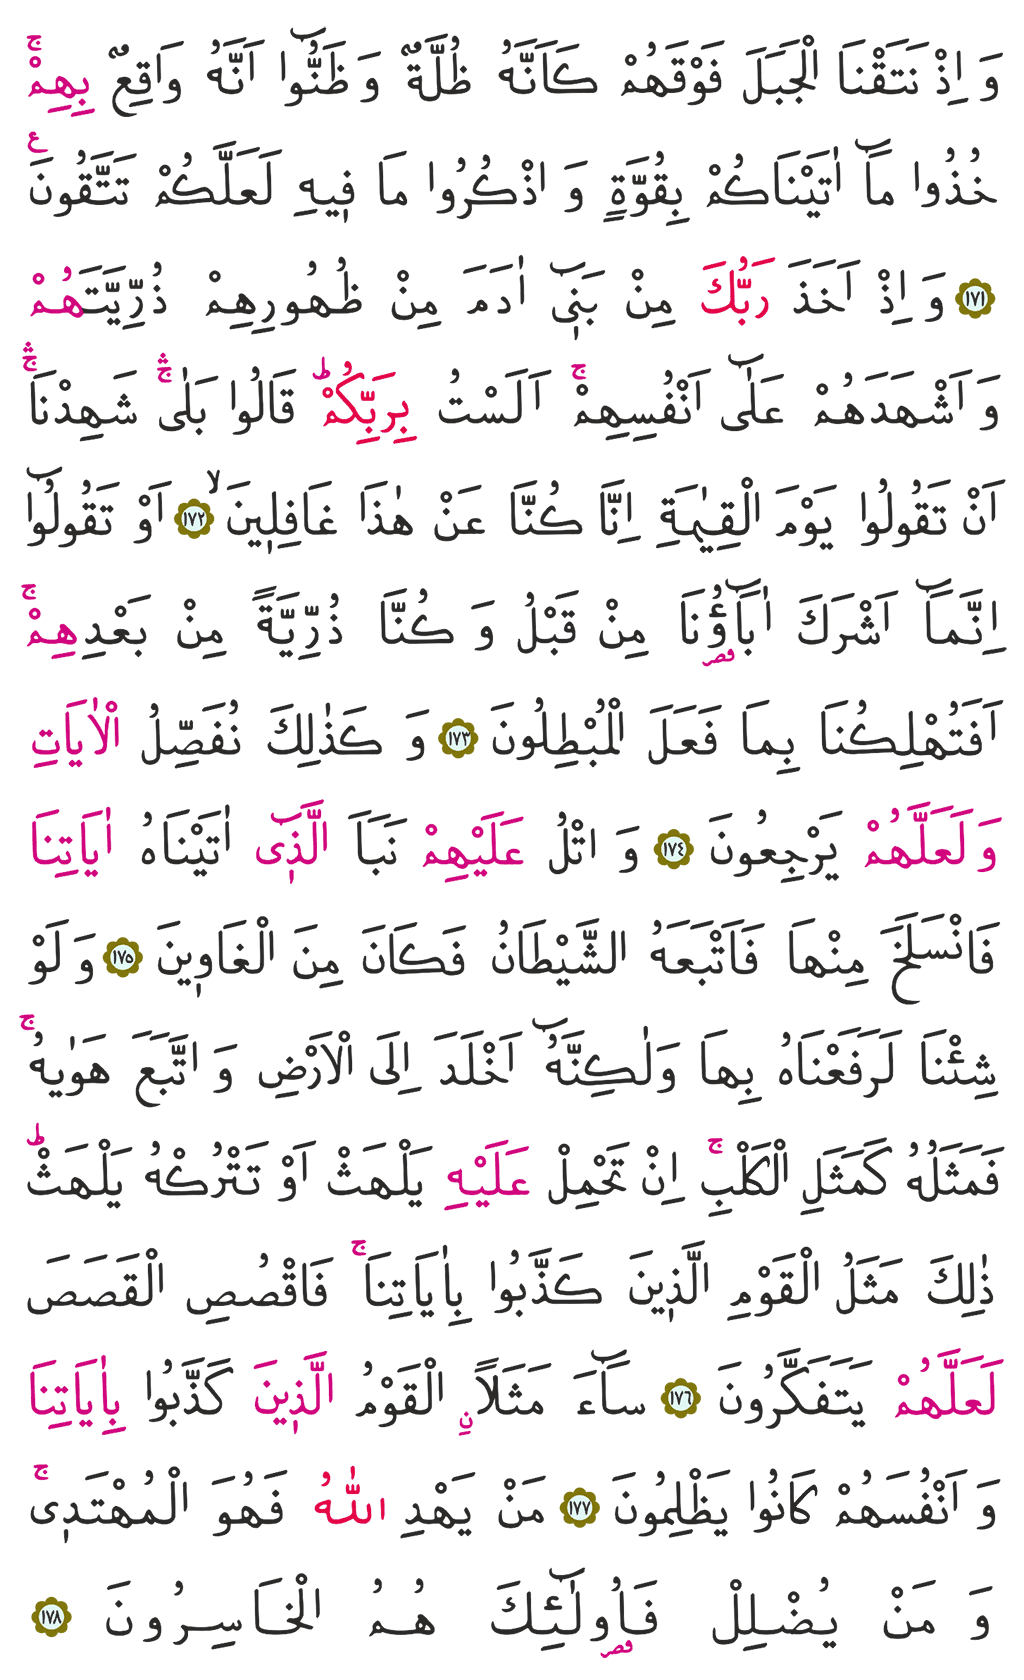 وَ اِذْ نَتَقْنَا الْجَبَلَ فَوْقَهُمْ كَاَنَّهُ ظُلَّةٌ وَ ظَنُّٓوا اَنَّهُ وَاقِعٌ بِهِمْۚ
خُذُوا مَٓا اٰتَيْنَاكُمْ بِقُوَّةٍ وَ اذْكُرُوا مَا ف۪يهِ لَعَلَّكُمْ تَتَّقُونَ ع
﴿١٧١﴾ وَ اِذْ اَخَذَ رَبُّكَ مِنْ بَن۪ٓى اٰدَمَ مِنْ ظُهُورِهِمْ ذُرِّيَّتَهُمْ
وَ اَشْهَدَهُمْ عَلٰٓى اَنْفُسِهِمْۚ اَلَسْتُ بِرَبِّكُمْؕ قَالُوا بَلٰىۛۚ شَهِدْنَاۛۚ
اَنْ تَقُولُوا يَوْمَ الْقِيٰمَةِ اِنَّا كُنَّا عَنْ هٰذَا غَافِل۪ينَۙ ﴿١٧٢﴾ اَوْ تَقُولُٓوا
اِنَّمَٓا اَشْرَكَ اٰبَٓاؤُ۬نَا مِنْ قَبْلُ وَ كُنَّا ذُرِّيَّةً مِنْ بَعْدِهِمْۚ
اَفَتُهْلِكُنَا بِمَا فَعَلَ الْمُبْطِلُونَ ﴿١٧٣﴾ وَ كَذٰلِكَ نُفَصِّلُ الْاٰيَاتِ
وَ لَعَلَّهُمْ يَرْجِعُونَ ﴿١٧٤﴾ وَ اتْلُ عَلَيْهِمْ نَبَاَ الَّذ۪ٓى اٰتَيْنَاهُ اٰيَاتِنَا
فَانْسَلَخَ مِنْهَا فَاَتْبَعَهُ الشَّيْطَانُ فَكَانَ مِنَ الْغَاو۪ينَ ﴿١٧٥﴾ وَ لَوْ
شِئْنَا لَرَفَعْنَاهُ بِهَا وَلٰكِنَّهُٓ اَخْلَدَ اِلَى الْاَرْضِ وَ اتَّبَعَ هَوٰيهُۚ
فَمَثَلُهُ كَمَثَلِ الْكَلْبِۚ اِنْ تَحْمِلْ عَلَيْهِ يَلْهَثْ اَوْ تَتْرُكْهُ يَلْهَثْؕ
ذٰلِكَ مَثَلُ الْقَوْمِ الَّذ۪ينَ كَذَّبُوا بِاٰيَاتِنَاۚ فَاقْصُصِ الْقَصَصَ
لَعَلَّهُمْ يَتَفَكَّرُونَ ﴿١٧٦﴾ سَٓاءَ مَثَلًاۨ الْقَوْمُ الَّذ۪ينَ كَذَّبُوا بِاٰيَاتِنَا
وَ اَنْفُسَهُمْ كَانُوا يَظْلِمُونَ ﴿١٧٧﴾ مَنْ يَهْدِ اللّٰهُ فَهُوَ الْمُهْتَد۪ىۚ
وَ مَنْ يُضْلِلْ فَاُو۬لٰٓئِكَ هُمُ الْخَاسِرُونَ ﴿١٧٨﴾